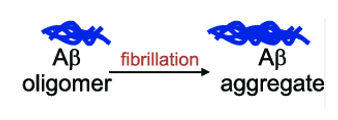 Aβ
oligomer
fibrillation
Aβ
aggregate